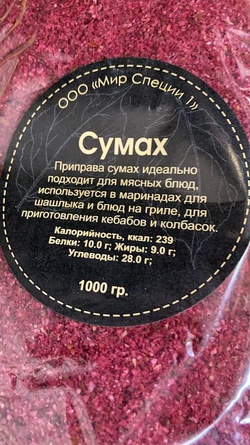 ООО «Мир Специи 1»
Сумах
Приправа сумах идеально
подходит для мясных блюд,
используется в маринадах для
шашлыка и блюд на гриле, для
приготовления кебабов и колбасок.
Калорийность, ккал: 239
Белки: 10.0 г; Жиры: 9.0 г;
Углеводы: 28.0 г;
1000 гр.